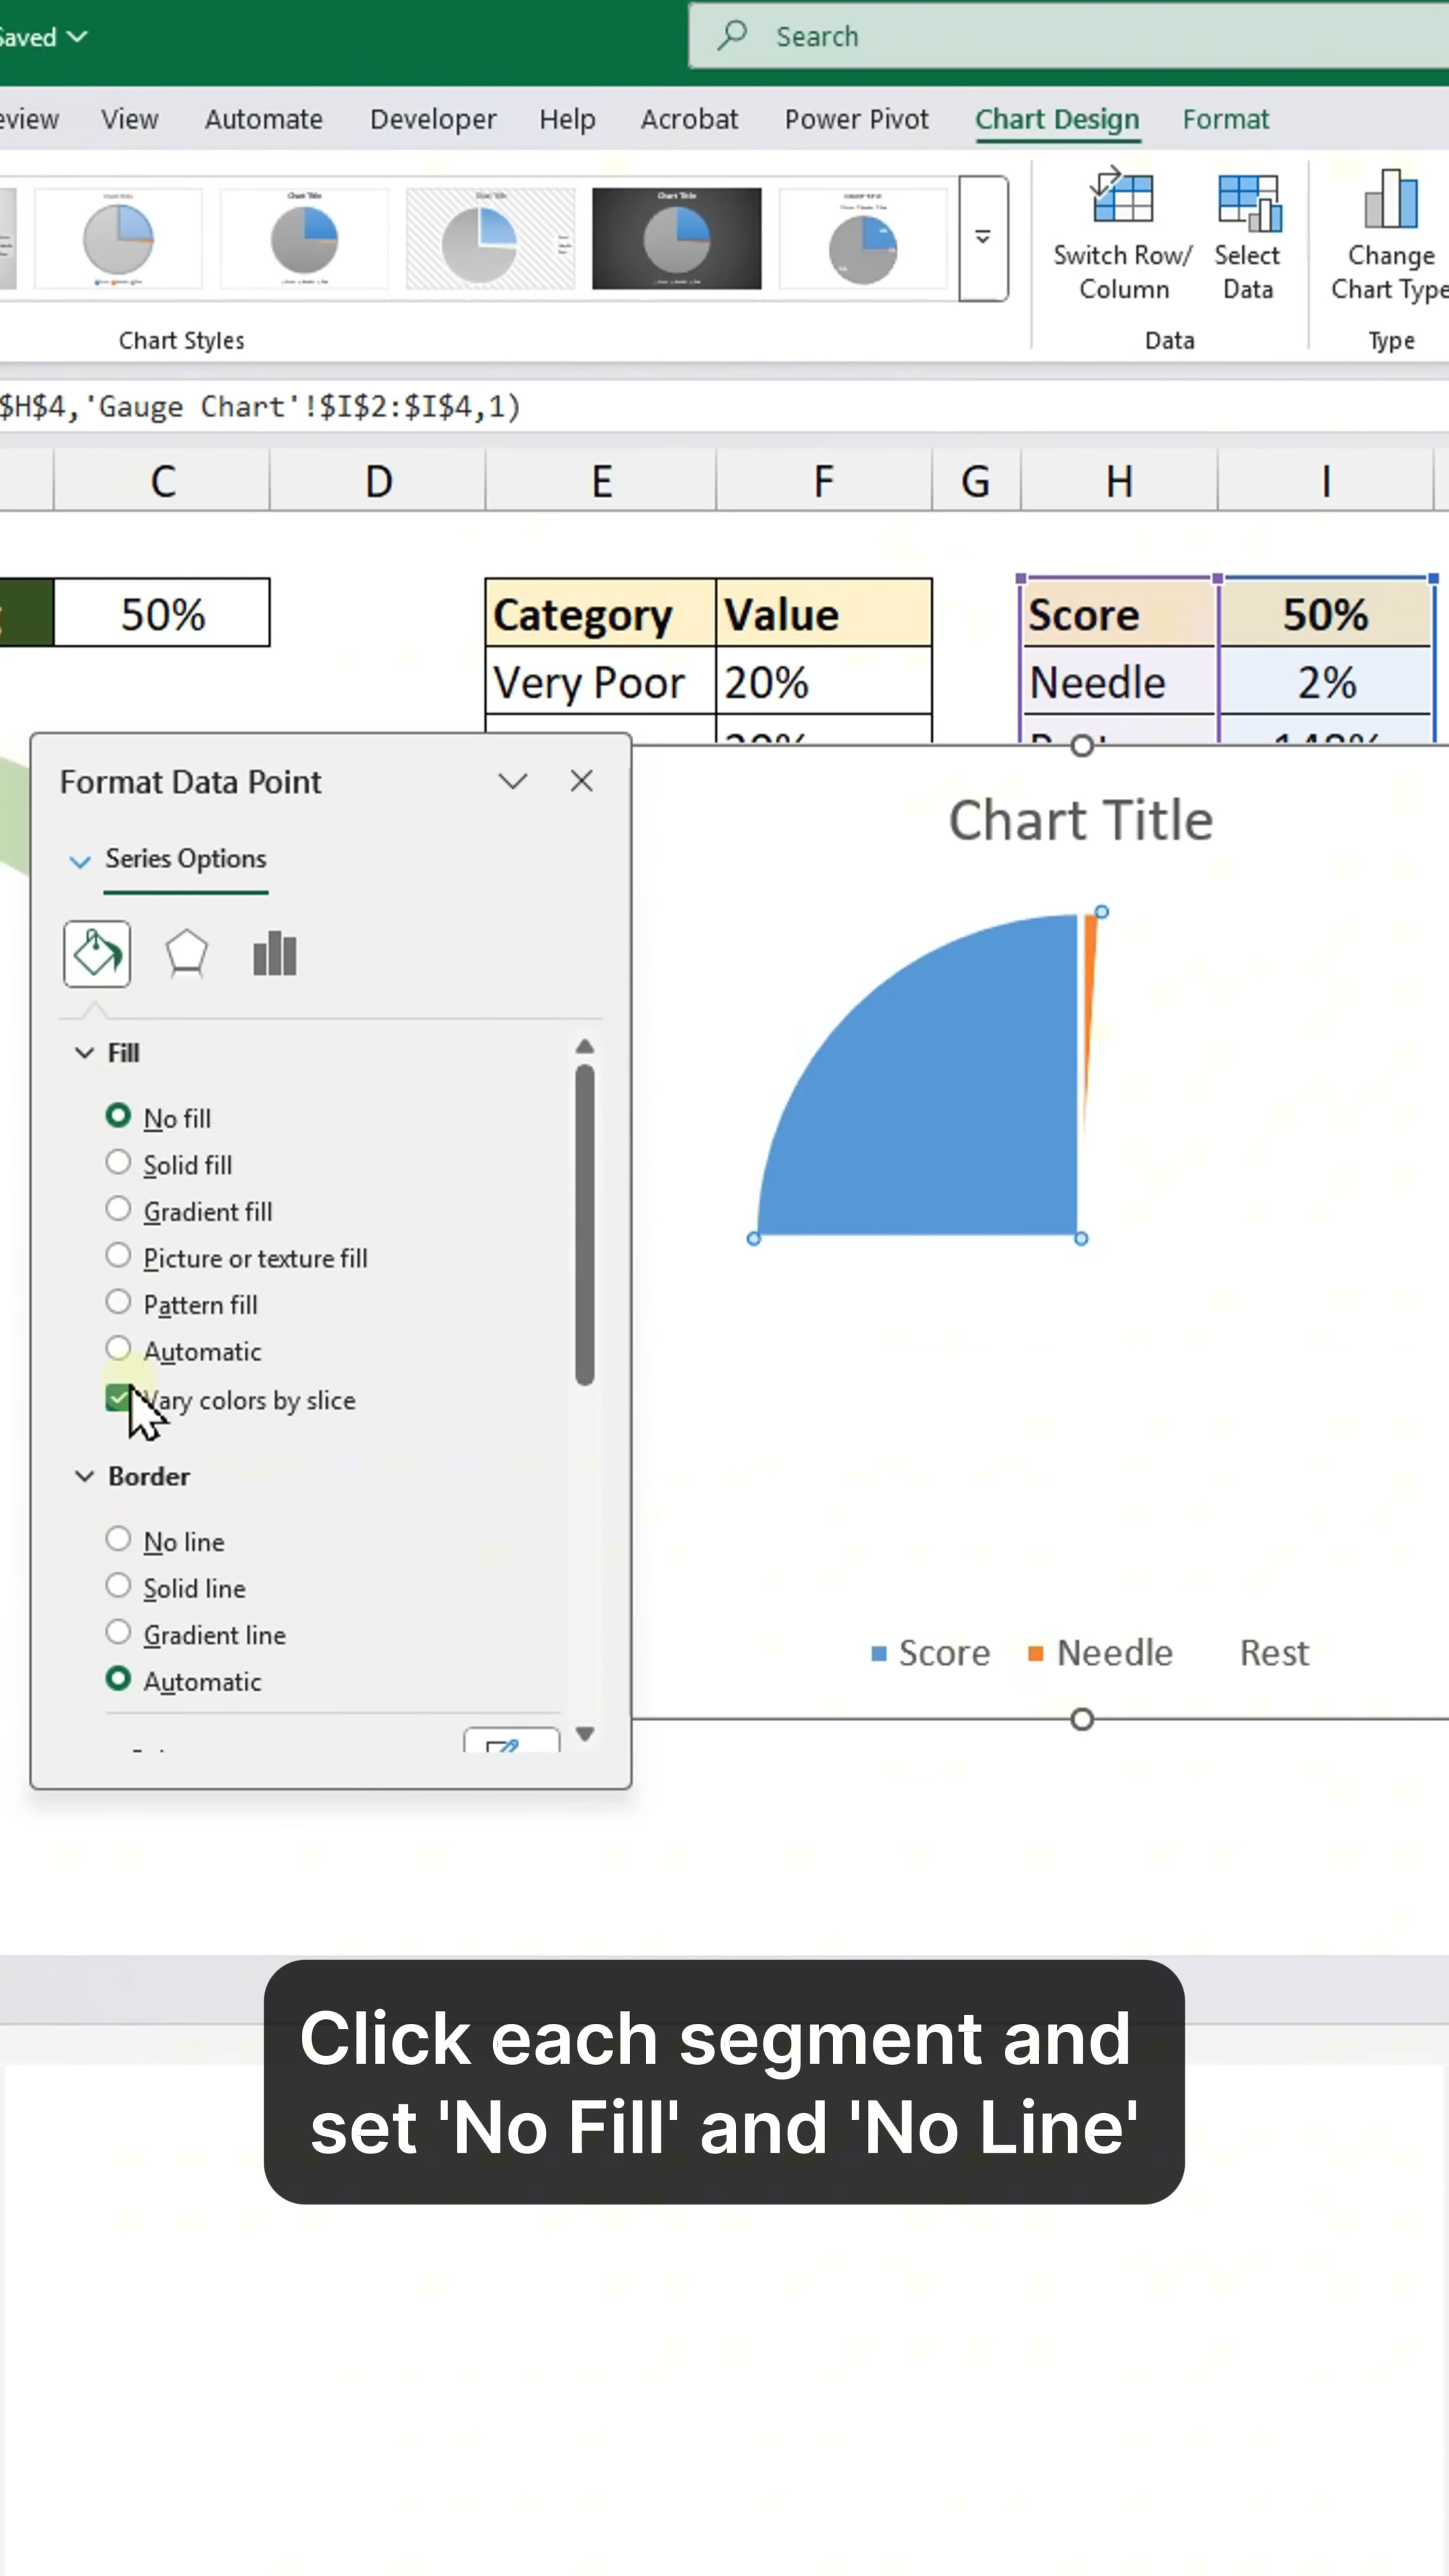 Saved
Search
eview View Automate Developer Help Acrobat Power Pivot Chart Design Format
Switch Row/
Column
Select
Data
Change
Chart Type
Chart Styles
Data
Type
$H$4,'Gauge Chart'!$I$2:$I$4,1)
C D E F G H I
50%
Category Value
Score 50%
Very Poor 20%
Needle 2%
Format Data Point
Series Options
Fill
No fill
Solid fill
Gradient fill
Picture or texture fill
Pattern fill
Automatic
Vary colors by slice
Border
No line
Solid line
Gradient line
Automatic
Chart Title
Score Needle Rest
Click each segment and
set 'No Fill' and 'No Line'